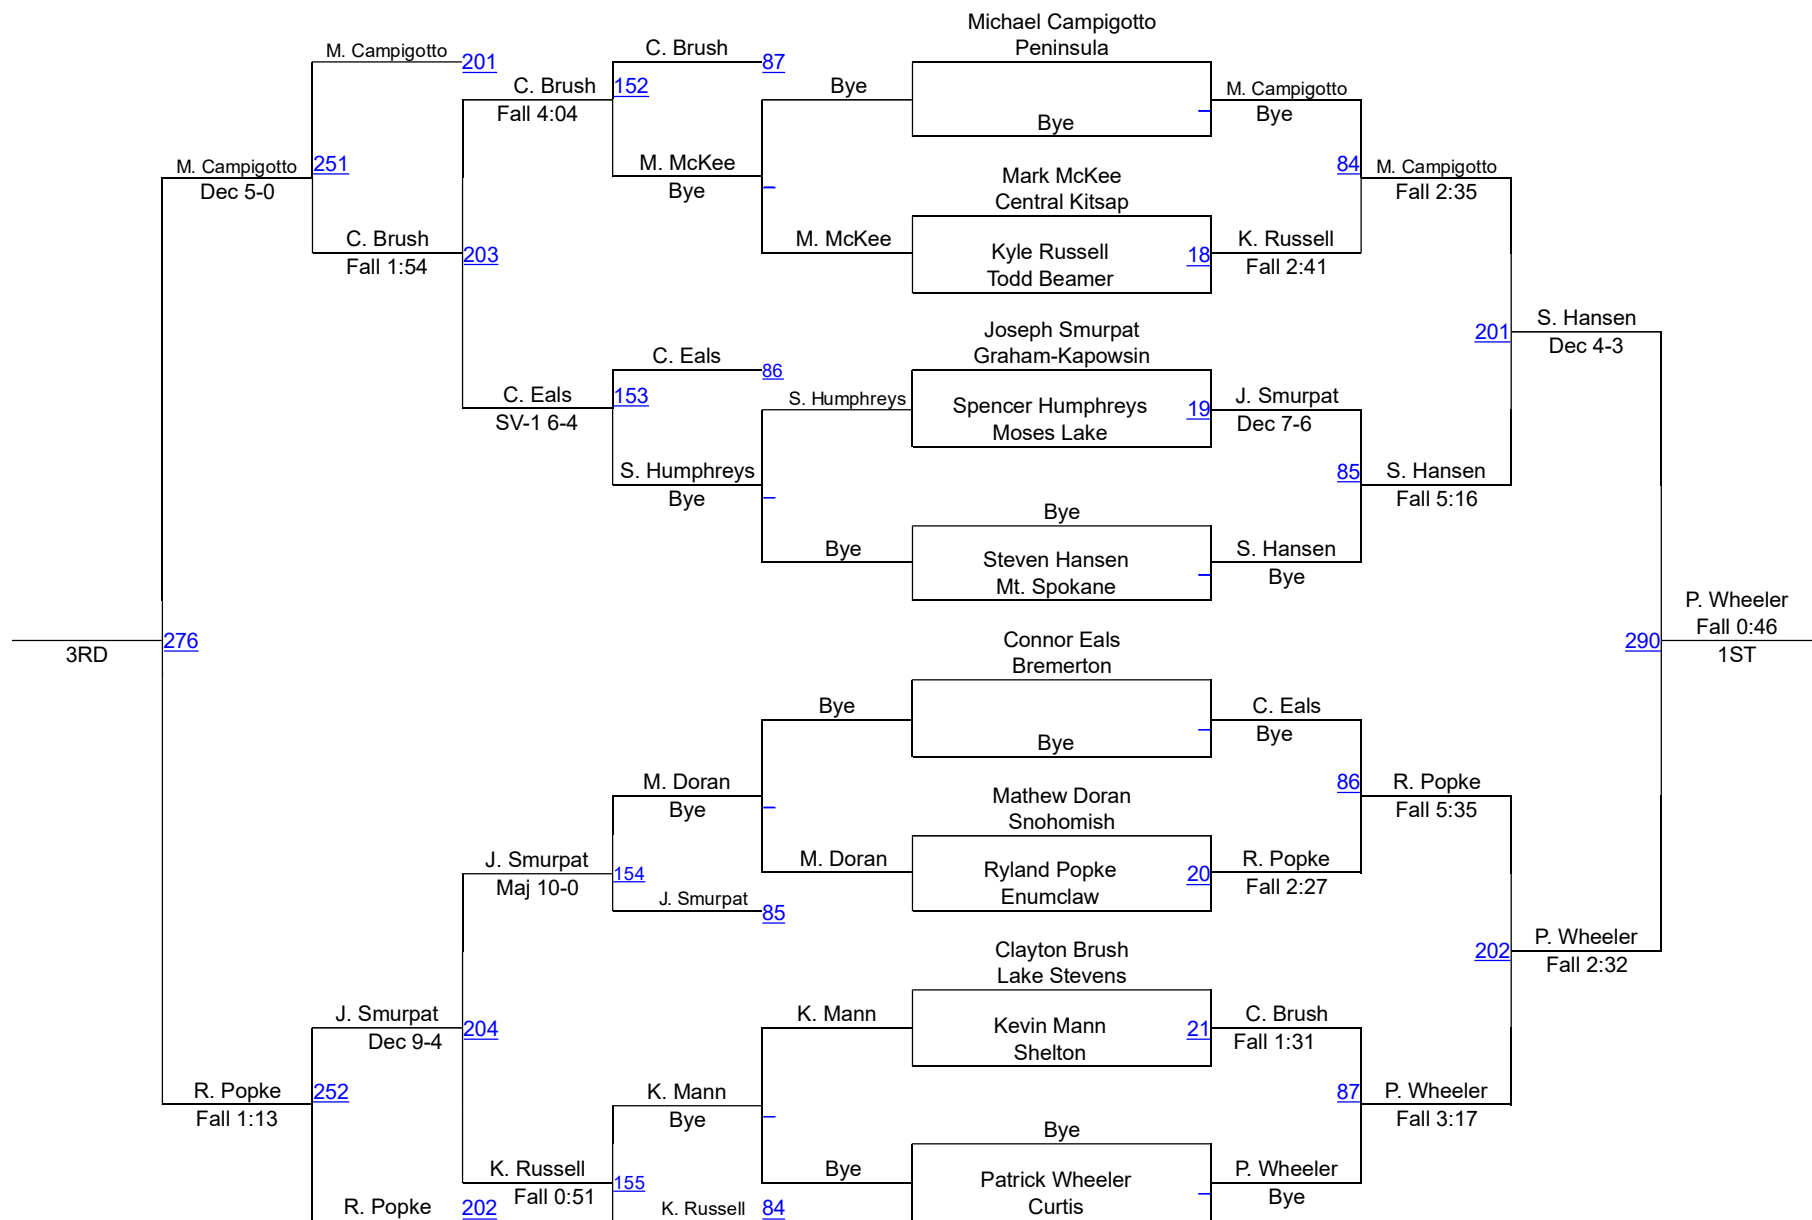 Michael Campigotto
Peninsula
M. Campigotto
201
C. Brush
87
C. Brush
152
Fall 4:04
Bye
Bye
M. Campigotto
Bye
M. Campigotto
251
Dec 5-0
M. McKee
Bye
Mark McKee
Central Kitsap
84
M. Campigotto
Fall 2:35
C. Brush
Fall 1:54
203
M. McKee
Kyle Russell
Todd Beamer
18
K. Russell
Fall 2:41
Joseph Smurpat
Graham-Kapowsin
201
S. Hansen
Dec 4-3
C. Eals
86
C. Eals
153
SV-1 6-4
S. Humphreys
Spencer Humphreys
Moses Lake
19
J. Smurpat
Dec 7-6
S. Humphreys
Bye
85
S. Hansen
Fall 5:16
Bye
Bye
Steven Hansen
Mt. Spokane
S. Hansen
Bye
3RD
276
Connor Eals
Bremerton
290
P. Wheeler
Fall 0:46
1ST
Bye
Bye
C. Eals
Bye
M. Doran
Bye
Mathew Doran
Snohomish
86
R. Popke
Fall 5:35
J. Smurpat
Maj 10-0
154
M. Doran
Ryland Popke
Enumclaw
20
R. Popke
Fall 2:27
J. Smurpat
85
Clayton Brush
Lake Stevens
202
P. Wheeler
Fall 2:32
J. Smurpat
Dec 9-4
204
K. Mann
Kevin Mann
Shelton
21
C. Brush
Fall 1:31
R. Popke
Fall 1:13
252
K. Mann
Bye
87
P. Wheeler
Fall 3:17
Bye
K. Russell
Fall 0:51
155
Bye
Patrick Wheeler
Curtis
P. Wheeler
Bye
R. Popke
202
K. Russell
84